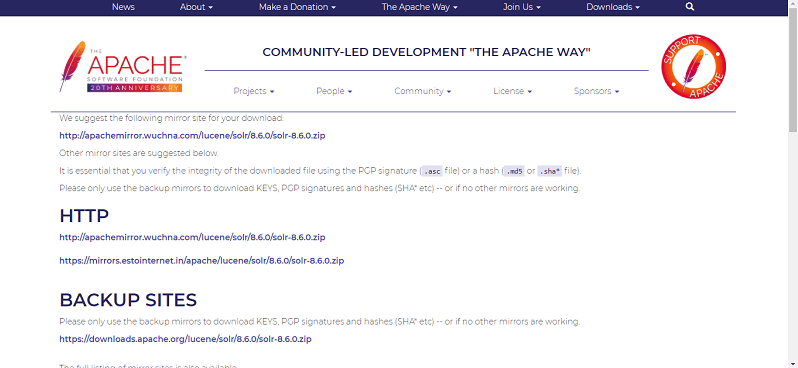 News About Make a Donation The Apache Way Join Us Downloads
THE
APACHE®
SOFTWARE FOUNDATION
20TH ANNIVERSARY
COMMUNITY-LED DEVELOPMENT "THE APACHE WAY"
SUPPORT
APACHE
Projects People Community License Sponsors
We suggest the following mirror site for your download:
http://apachemirror.wuchna.com/lucene/solr/8.6.0/solr-8.6.0.zip
Other mirror sites are suggested below.
It is essential that you verify the integrity of the downloaded file using the PGP signature (.asc file) or a hash (.md5 or .sha* file).
Please only use the backup mirrors to download KEYS, PGP signatures and hashes (SHA* etc) -- or if no other mirrors are working.
HTTP
http://apachemirror.wuchna.com/lucene/solr/8.6.0/solr-8.6.0.zip
https://mirrors.estointernet.in/apache/lucene/solr/8.6.0/solr-8.6.0.zip
BACKUP SITES
Please only use the backup mirrors to download KEYS, PGP signatures and hashes (SHA* etc) -- or if no other mirrors are working.
https://downloads.apache.org/lucene/solr/8.6.0/solr-8.6.0.zip
The full listing of mirror sites is also available.